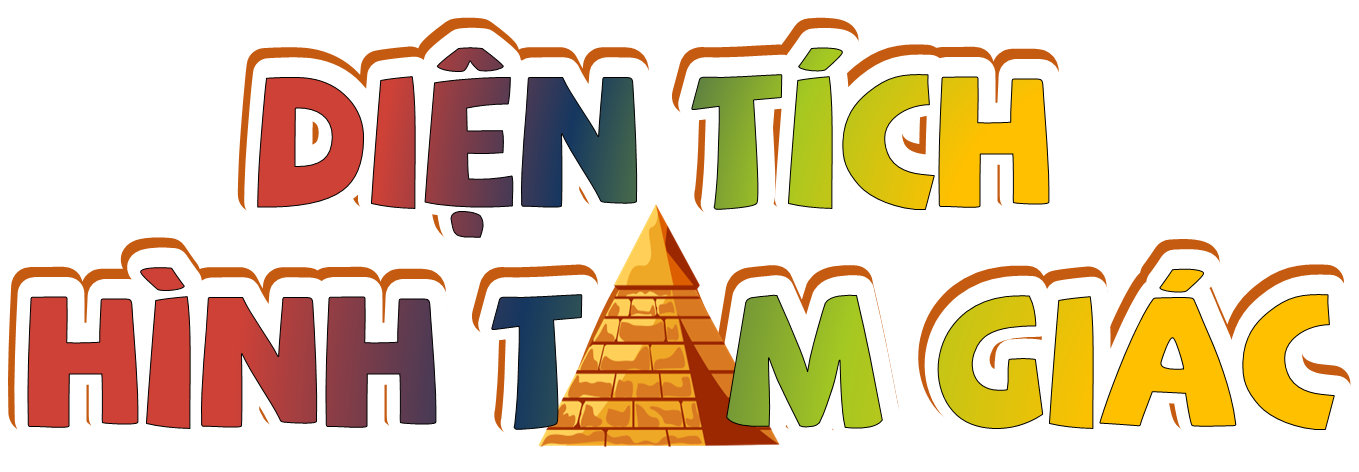 DIỆN TÍCH
HÌNH TAM GIÁC